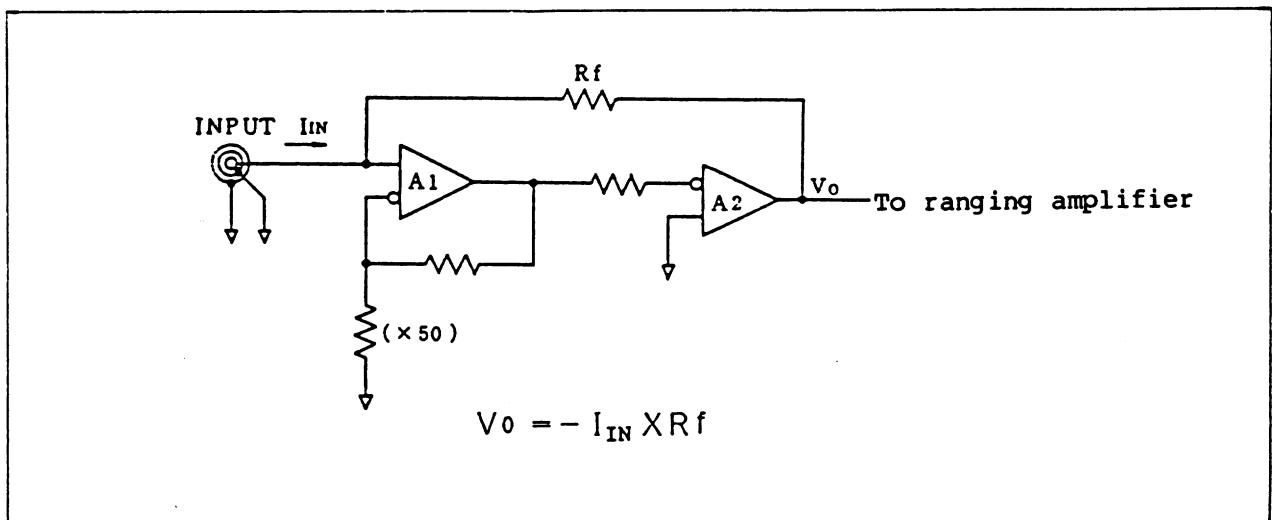 Rf
INPUT IIN
A1
A2
Vo
To ranging amplifier
(×50)
Vo = - IIN X Rf